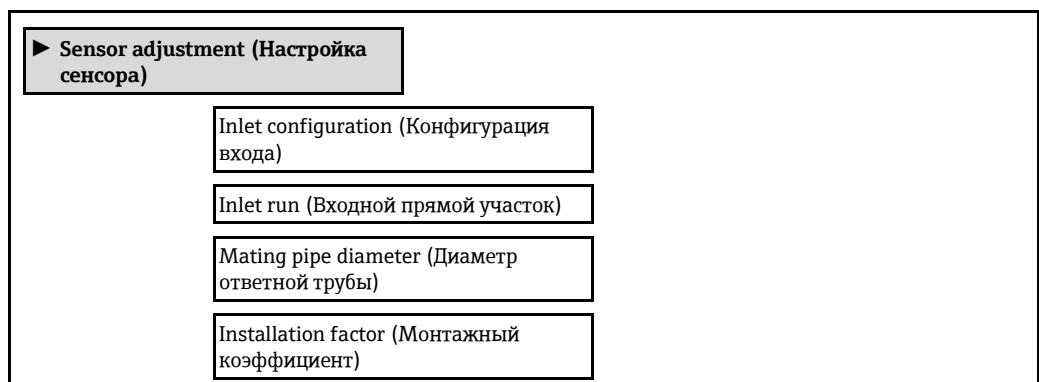 ► Sensor adjustment (Настройка
сенсора)
Inlet configuration (Конфигурация
входа)
Inlet run (Входной прямой участок)
Mating pipe diameter (Диаметр
ответной трубы)
Installation factor (Монтажный
коэффициент)